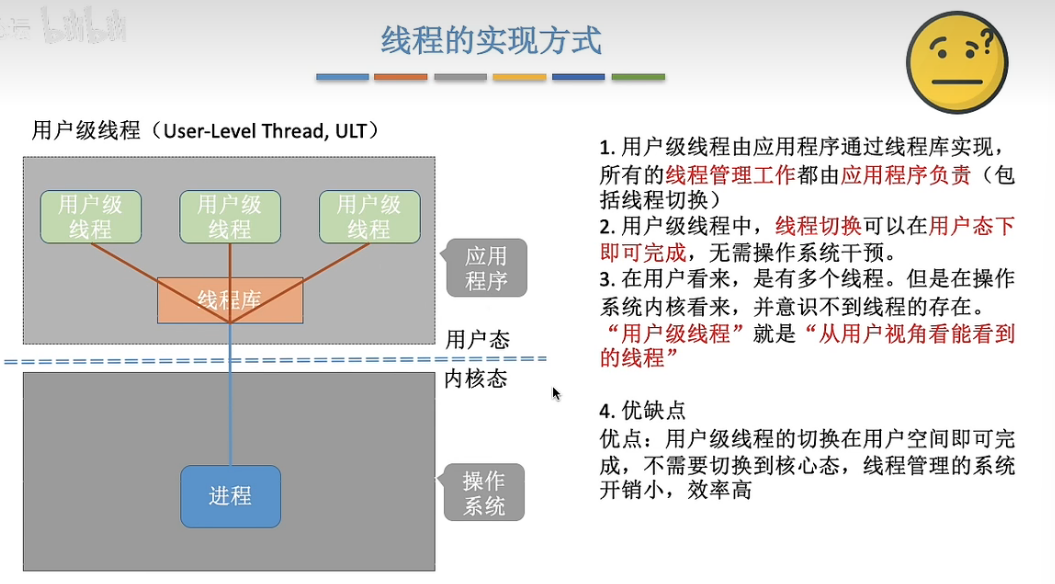 bilibili
线程的实现方式
用户级线程（User-Level Thread, ULT）
用户级
线程
用户级
线程
用户级
线程
线程库
应用
程序
用户态
内核态
进程
操作
系统
1. 用户级线程由应用程序通过线程库实现，
所有的线程管理工作都由应用程序负责（包
括线程切换）
2. 用户级线程中，线程切换可以在用户态下
即可完成，无需操作系统干预。
3. 在用户看来，是有多个线程。但是在操作
系统内核看来，并意识不到线程的存在。
“用户级线程”就是“从用户视角看能看到
的线程”
4. 优缺点
优点：用户级线程的切换在用户空间即可完
成，不需要切换到核心态，线程管理的系统
开销小，效率高